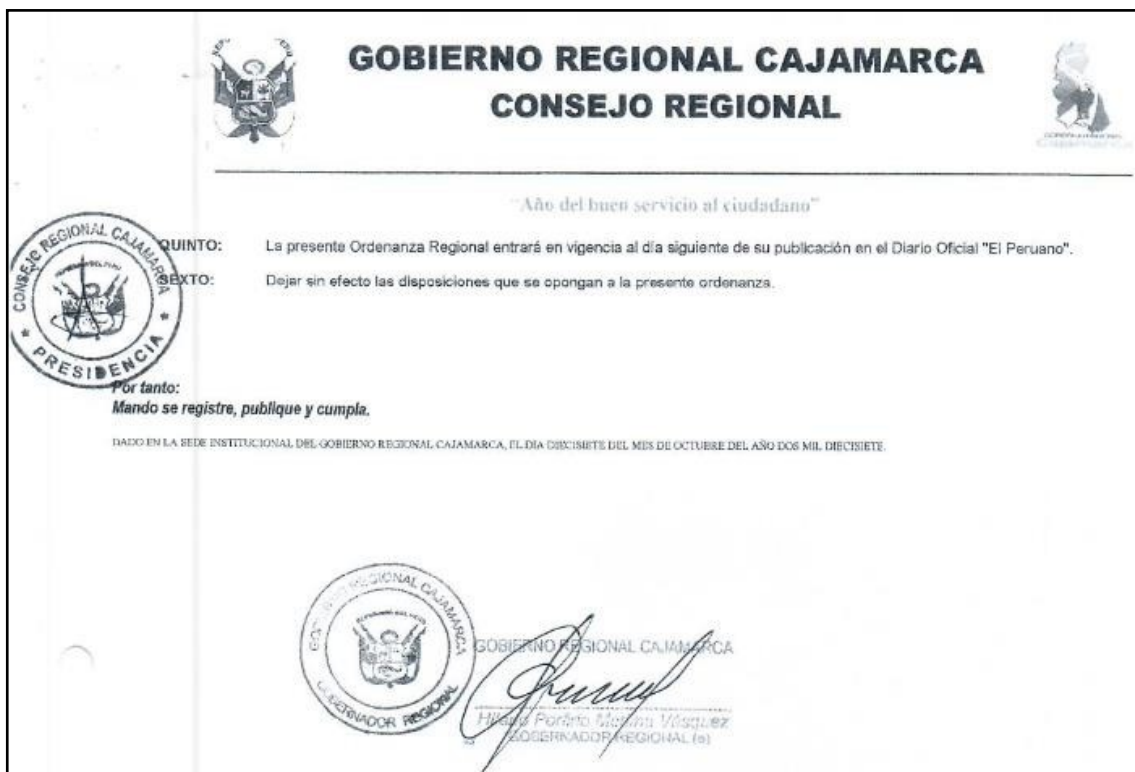 GOBIERNO REGIONAL CAJAMARCA
CONSEJO REGIONAL
"Año del buen servicio al ciudadano"
QUINTO: La presente Ordenanza Regional entrará en vigencia al día siguiente de su publicación en el Diario Oficial "El Peruano".
SEXTO: Dejar sin efecto las disposiciones que se opongan a la presente ordenanza.
CONSEJO REGIONAL CAJAMARCA
PRESIDENCIA
Por tanto:
Mando se registre, publique y cumpla.
DADO EN LA SEDE INSTITUCIONAL DEL GOBIERNO REGIONAL CAJAMARCA, EL DIA DIECISIETE DEL MES DE OCTUBRE DEL AÑO DOS MIL DIECISIETE.
GOBIERNO REGIONAL CAJAMARCA
GOBERNADOR REGIONAL
GOBIERNO REGIONAL CAJAMARCA
Porfirio Medina Vásquez
GOBERNADOR REGIONAL (e)